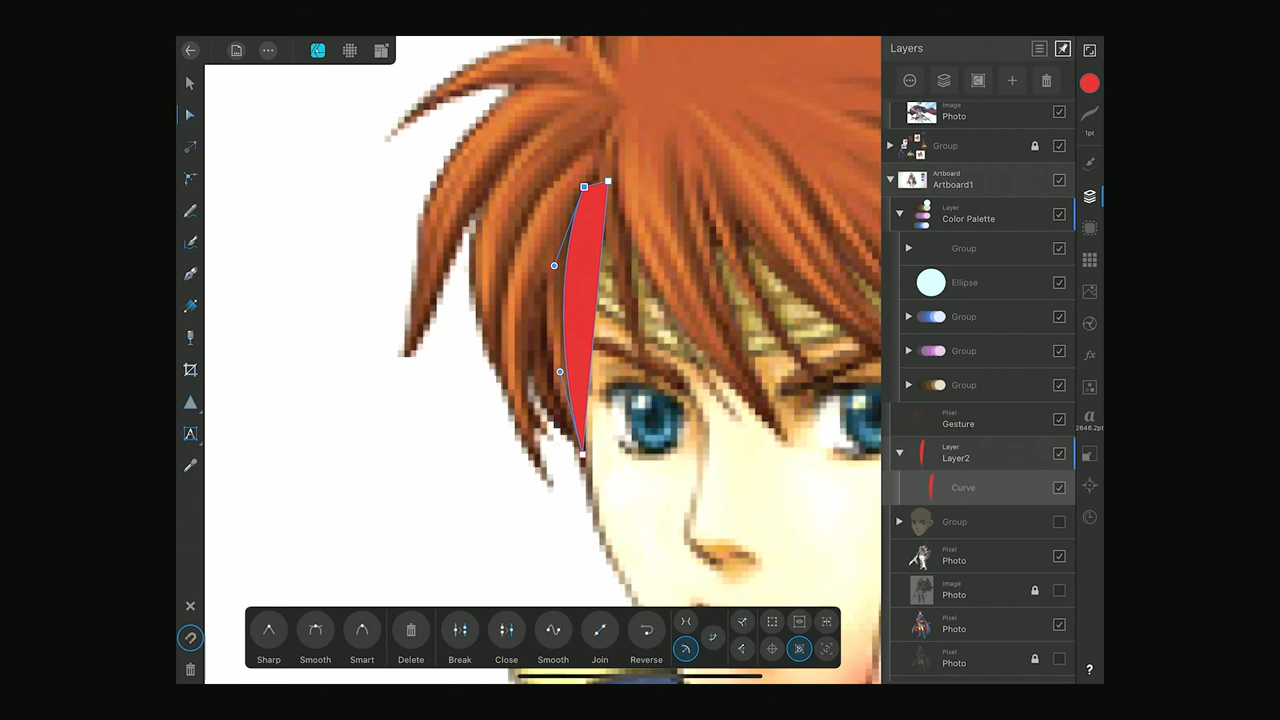 Layers
Image
Photo
1pt
Group
Artboard
Artboard1
Layer
Color Palette
Group
Ellipse
Group
Group
Group
Pixel
Gesture
a
2646.2pt
Layer
Layer2
Curve
Group
Pixel
Photo
Image
Photo
Pixel
Photo
Pixel
Photo
fx
A
?
Sharp
Smooth
Smart
Delete
Break
Close
Smooth
Join
Reverse